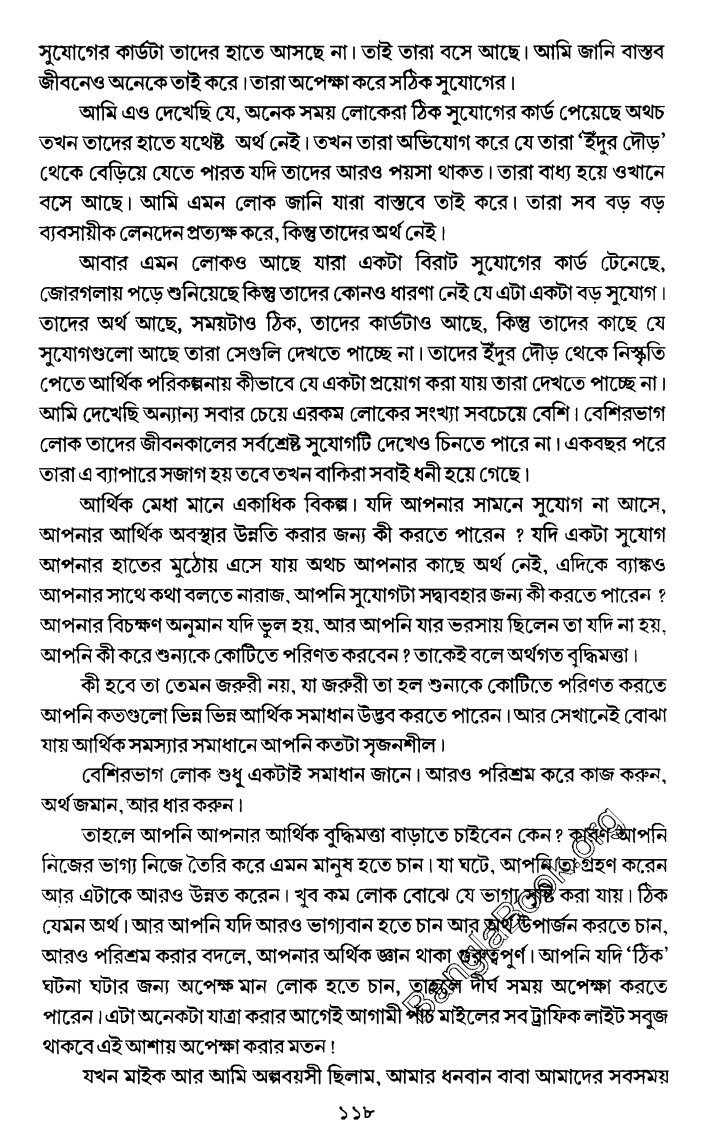 সুযোগের কার্ডটা তাদের হাতে আসছে না। তাই তারা বসে আছে। আমি জানি বাস্তব
জীবনেও অনেকে তাই করে। তারা অপেক্ষা করে সঠিক সুযোগের।
আমি এও দেখেছি যে, অনেক সময় লোকেরা ঠিক সুযোগের কার্ড পেয়েছে অথচ
তখন তাদের হাতে যথেষ্ট অর্থ নেই। তখন তারা অভিযোগ করে যে তারা ‘ইঁদুর দৌড়’
থেকে বেড়িয়ে যেতে পারত যদি তাদের আরও পয়সা থাকত। তারা বাধ্য হয়ে ওখানে
বসে আছে। আমি এমন লোক জানি যারা বাস্তবে তাই করে। তারা সব বড় বড়
ব্যবসায়ীক লেনদেন প্রত্যক্ষ করে, কিন্তু তাদের অর্থ নেই।
আবার এমন লোকও আছে যারা একটা বিরাট সুযোগের কার্ড টেনেছে,
জোরগলায় পড়ে শুনিয়েছে কিন্তু তাদের কোনও ধারণা নেই যে এটা একটা বড় সুযোগ।
তাদের অর্থ আছে, সময়টাও ঠিক, তাদের কার্ডটাও আছে, কিন্তু তাদের কাছে যে
সুযোগগুলো আছে তারা সেগুলি দেখতে পাচ্ছে না। তাদের ইঁদুর দৌড় থেকে নিস্কৃতি
পেতে আর্থিক পরিকল্পনায় কীভাবে যে একটা প্রয়োগ করা যায় তারা দেখতে পাচ্ছে না।
আমি দেখেছি অন্যান্য সবার চেয়ে এরকম লোকের সংখ্যা সবচেয়ে বেশি। বেশিরভাগ
লোক তাদের জীবনকালের সর্বশ্রেষ্ট সুযোগটি দেখেও চিনতে পারে না। একবছর পরে
তারা এ ব্যাপারে সজাগ হয় তবে তখন বাকিরা সবাই ধনী হয়ে গেছে।
আর্থিক মেধা মানে একাধিক বিকল্প। যদি আপনার সামনে সুযোগ না আসে,
আপনার আর্থিক অবস্থার উন্নতি করার জন্য কী করতে পারেন ? যদি একটা সুযোগ
আপনার হাতের মুঠোয় এসে যায় অথচ আপনার কাছে অর্থ নেই, এদিকে ব্যাঙ্কও
আপনার সাথে কথা বলতে নারাজ, আপনি সুযোগটা সদ্ব্যবহার জন্য কী করতে পারেন ?
আপনার বিচক্ষণ অনুমান যদি ভুল হয়, আর আপনি যার ভরসায় ছিলেন তা যদি না হয়,
আপনি কী করে শুন্যকে কোটিতে পরিণত করবেন ? তাকেই বলে অর্থগত বুদ্ধিমত্তা।
কী হবে তা তেমন জরুরী নয়, যা জরুরী তা হল শুন্যকে কোটিতে পরিণত করতে
আপনি কতগুলো ভিন্ন ভিন্ন আর্থিক সমাধান উদ্ভব করতে পারেন। আর সেখানেই বোঝা
যায় আর্থিক সমস্যার সমাধানে আপনি কতটা সৃজনশীল।
বেশিরভাগ লোক শুধু একটাই সমাধান জানে। আরও পরিশ্রম করে কাজ করুন,
অর্থ জমান, আর ধার করুন।
তাহলে আপনি আপনার আর্থিক বুদ্ধিমত্তা বাড়াতে চাইবেন কেন? কারণ আপনি
নিজের ভাগ্য নিজে তৈরি করে এমন মানুষ হতে চান। যা ঘটে, আপনি তা গ্রহণ করেন
আর এটাকে আরও উন্নত করেন। খুব কম লোক বোঝে যে ভাগ্য সৃষ্টি করা যায়। ঠিক
যেমন অর্থ। আর আপনি যদি আরও ভাগ্যবান হতে চান আর অর্থ উপার্জন করতে চান,
আরও পরিশ্রম করার বদলে, আপনার অর্থিক জ্ঞান থাকা গুরুত্বপূর্ণ। আপনি যদি ‘ঠিক’
ঘটনা ঘটার জন্য অপেক্ষ মান লোক হতে চান, তাহলে দীর্ঘ সময় অপেক্ষা করতে
পারেন। এটা অনেকটা যাত্রা করার আগেই আগামী পাঁচ মাইলের সব ট্রাফিক লাইট সবুজ
থাকবে এই আশায় অপেক্ষা করার মতন !
যখন মাইক আর আমি অল্পবয়সী ছিলাম, আমার ধনবান বাবা আমাদের সবসময়
১১৮
BanglaBook.org